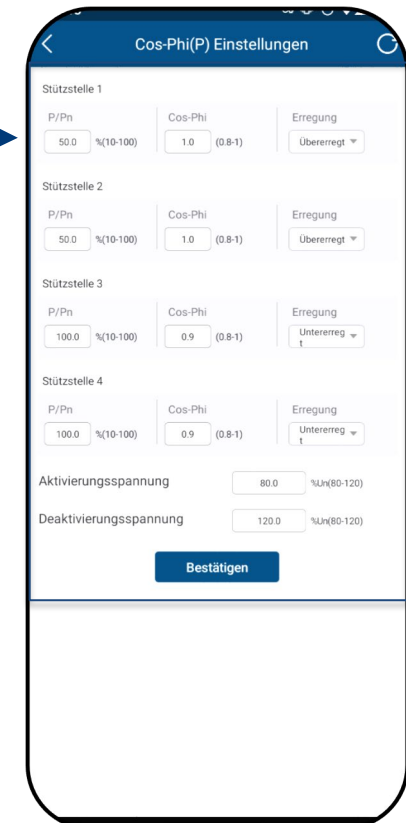 Cos-Phi(P) Einstellungen
Stützstelle 1
P/Pn Cos-Phi Erregung
50.0 %(10-100) 1.0 (0.8-1) Übererregt
Stützstelle 2
P/Pn Cos-Phi Erregung
50.0 %(10-100) 1.0 (0.8-1) Übererregt
Stützstelle 3
P/Pn Cos-Phi Erregung
100.0 %(10-100) 0.9 (0.8-1) Untererreg
t
Stützstelle 4
P/Pn Cos-Phi Erregung
100.0 %(10-100) 0.9 (0.8-1) Untererreg
t
Aktivierungsspannung 80.0 %Un(80-120)
Deaktivierungsspannung 120.0 %Un(80-120)
Bestätigen